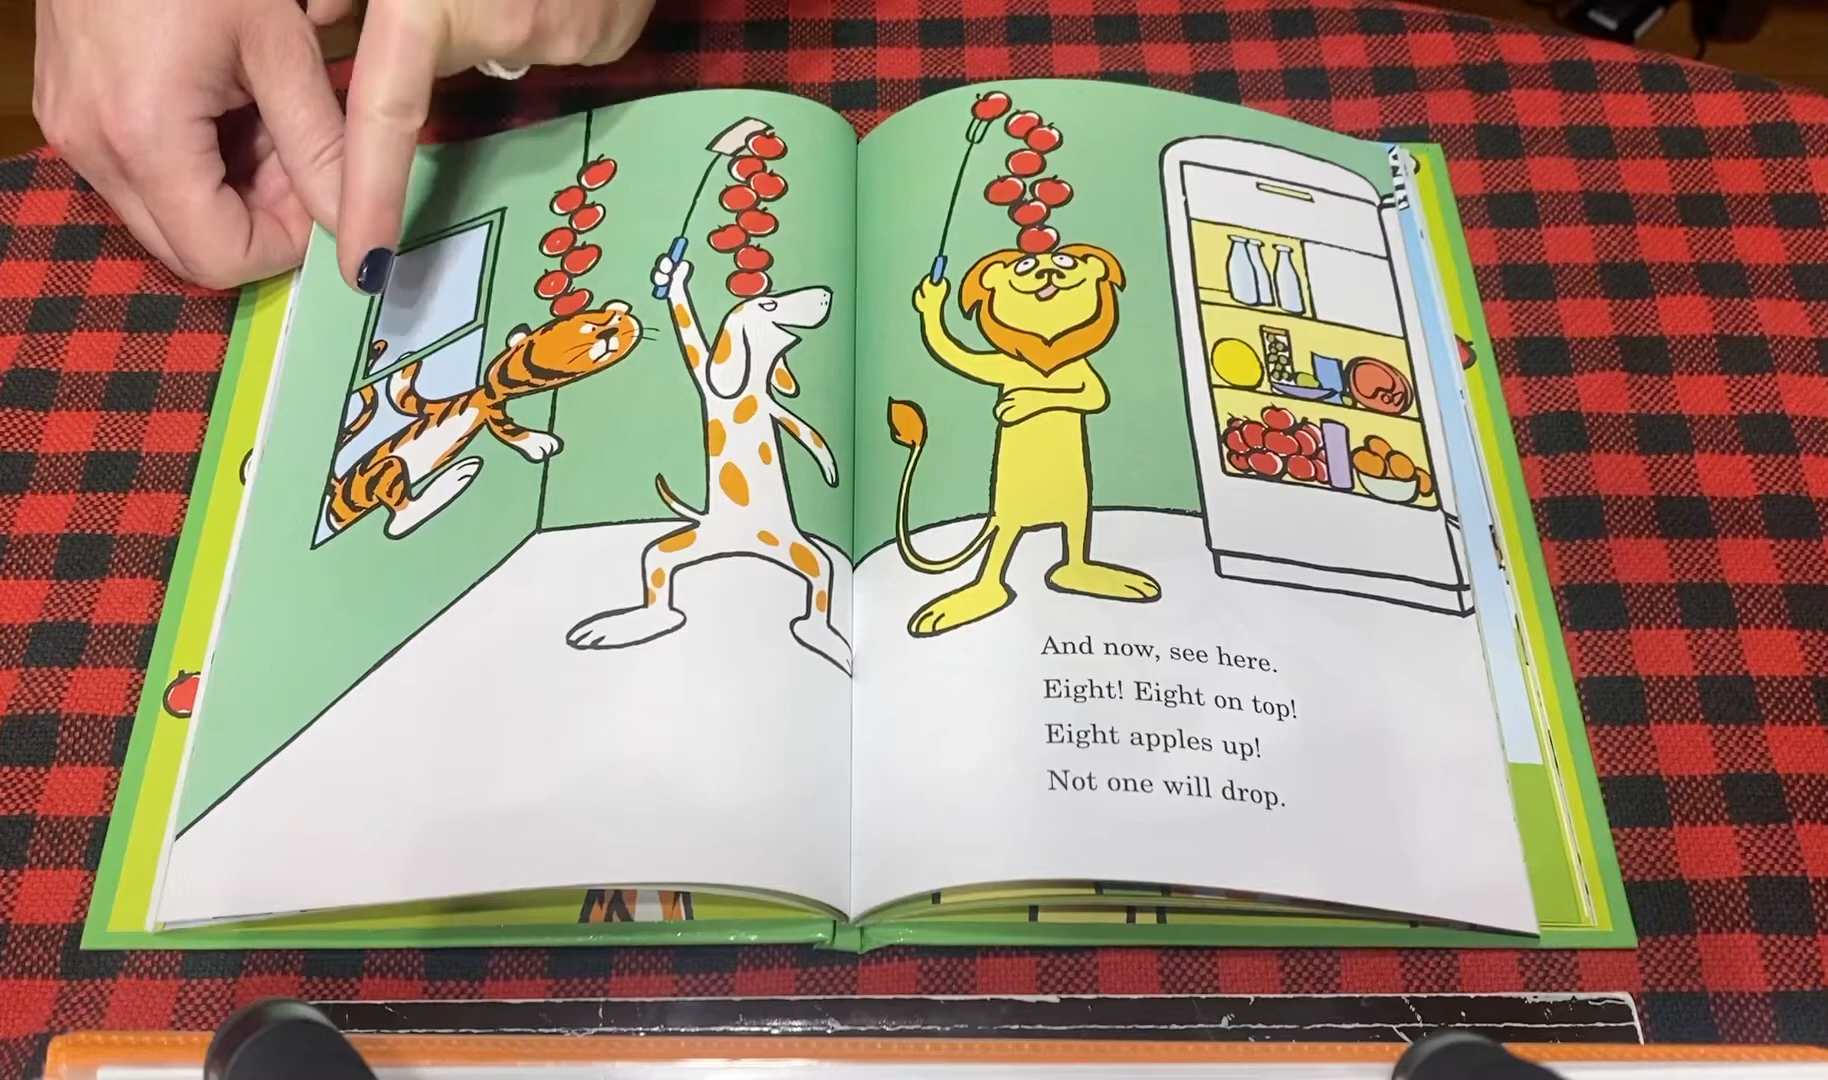 And now, see here.
Eight! Eight on top!
Eight apples up!
Not one will drop.